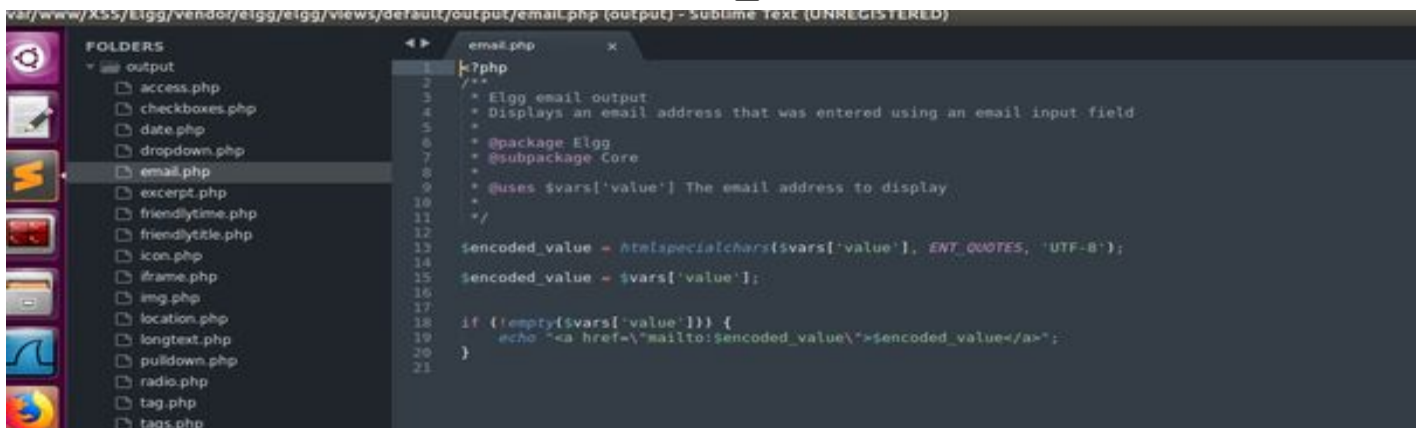 var/www/XSS/Elgg/vendor/elgg/elgg/views/default/output/email.php (output) - Sublime Text (UNREGISTERED)
FOLDERS
output
access.php
checkboxes.php
date.php
dropdown.php
email.php
excerpt.php
friendlytime.php
friendlytitle.php
icon.php
iframe.php
img.php
location.php
longtext.php
pulldown.php
radio.php
tag.php
tags.php
email.php ×
1 <?php
2 /**
3 * Elgg email output
4 * Displays an email address that was entered using an email input field
5 *
6 * @package Elgg
7 * @subpackage Core
8 *
9 * @uses $vars['value'] The email address to display
10 *
11 */
12
13 $encoded_value = htmlspecialchars($vars['value'], ENT_QUOTES, 'UTF-8');
14
15 $encoded_value = $vars['value'];
16
17
18 if (!empty($vars['value'])) {
19 echo "<a href=\"mailto:$encoded_value\">$encoded_value</a>";
20 }
21